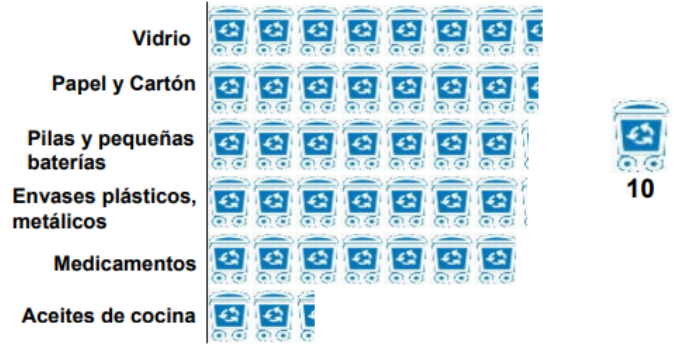 Vidrio
Papel y Cartón
Pilas y pequeñas
baterías
Envases plásticos,
metálicos
Medicamentos
Aceites de cocina
10